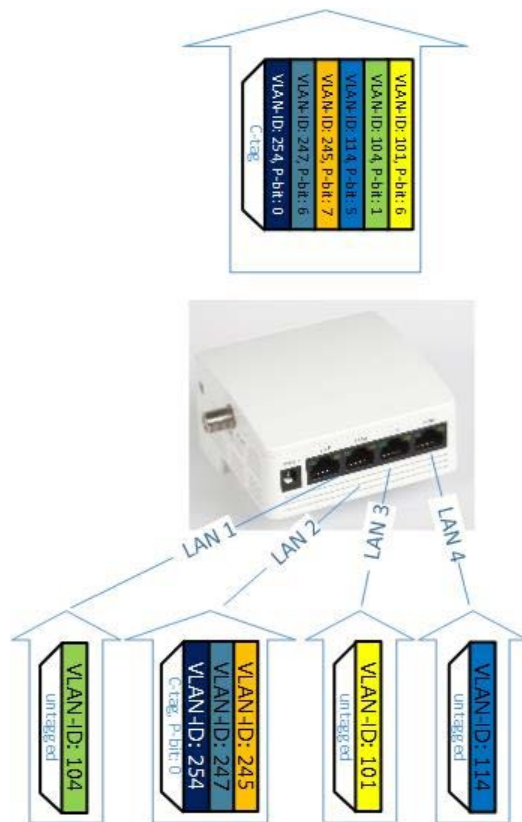 C-tag
VLAN-ID: 254, P-bit: 0
VLAN-ID: 247, P-bit: 6
VLAN-ID: 245, P-bit: 7
VLAN-ID: 114, P-bit: 5
VLAN-ID: 104, P-bit: 1
VLAN-ID: 101, P-bit: 6
LAN 1
LAN 2
LAN 3
LAN 4
untagged
VLAN-ID: 104
C-tag, P-bit: 0
VLAN-ID: 254
VLAN-ID: 247
VLAN-ID: 245
untagged
VLAN-ID: 101
untagged
VLAN-ID: 114